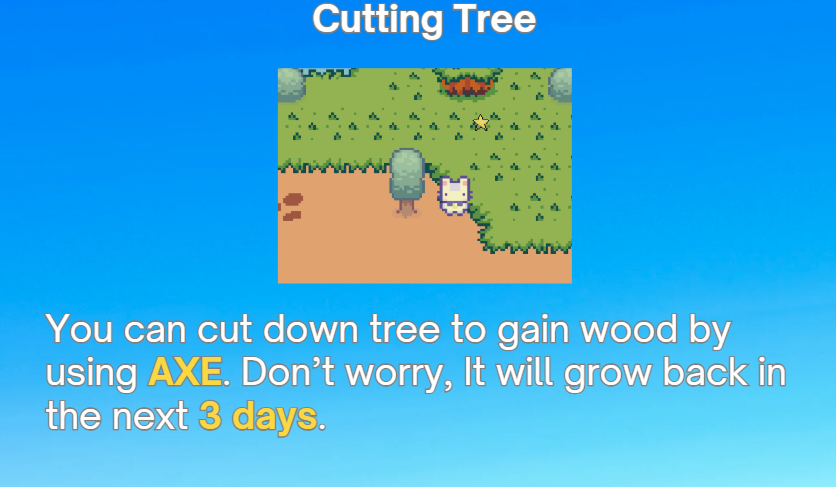 Cutting Tree
You can cut down tree to gain wood by
using AXE. Don’t worry, It will grow back in
the next 3 days.